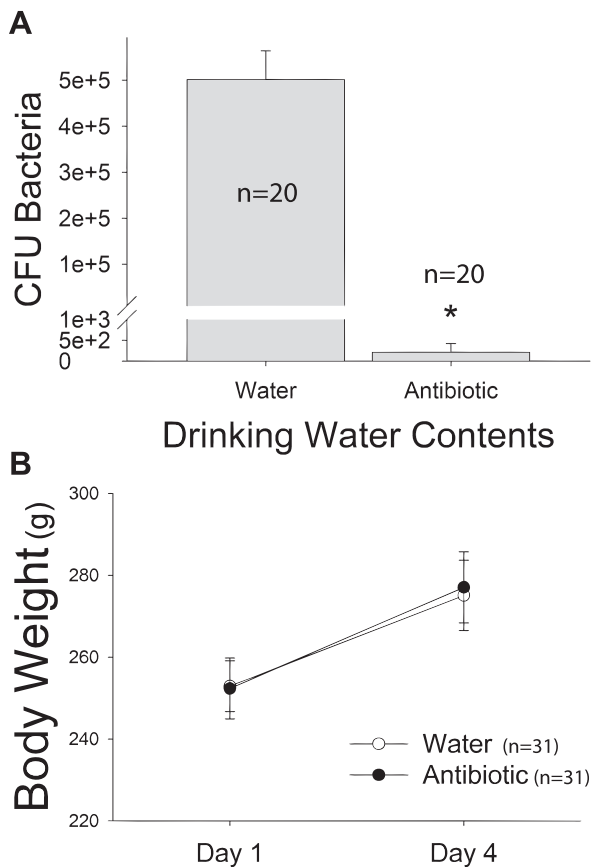 A
CFU Bacteria
5e+5
4e+5
3e+5
2e+5
1e+5
1e+3
5e+2
0
n=20
n=20
*
Water
Antibiotic
Drinking Water Contents
B
Body Weight (g)
300
280
260
240
220
Water (n=31)
Antibiotic (n=31)
Day 1
Day 4